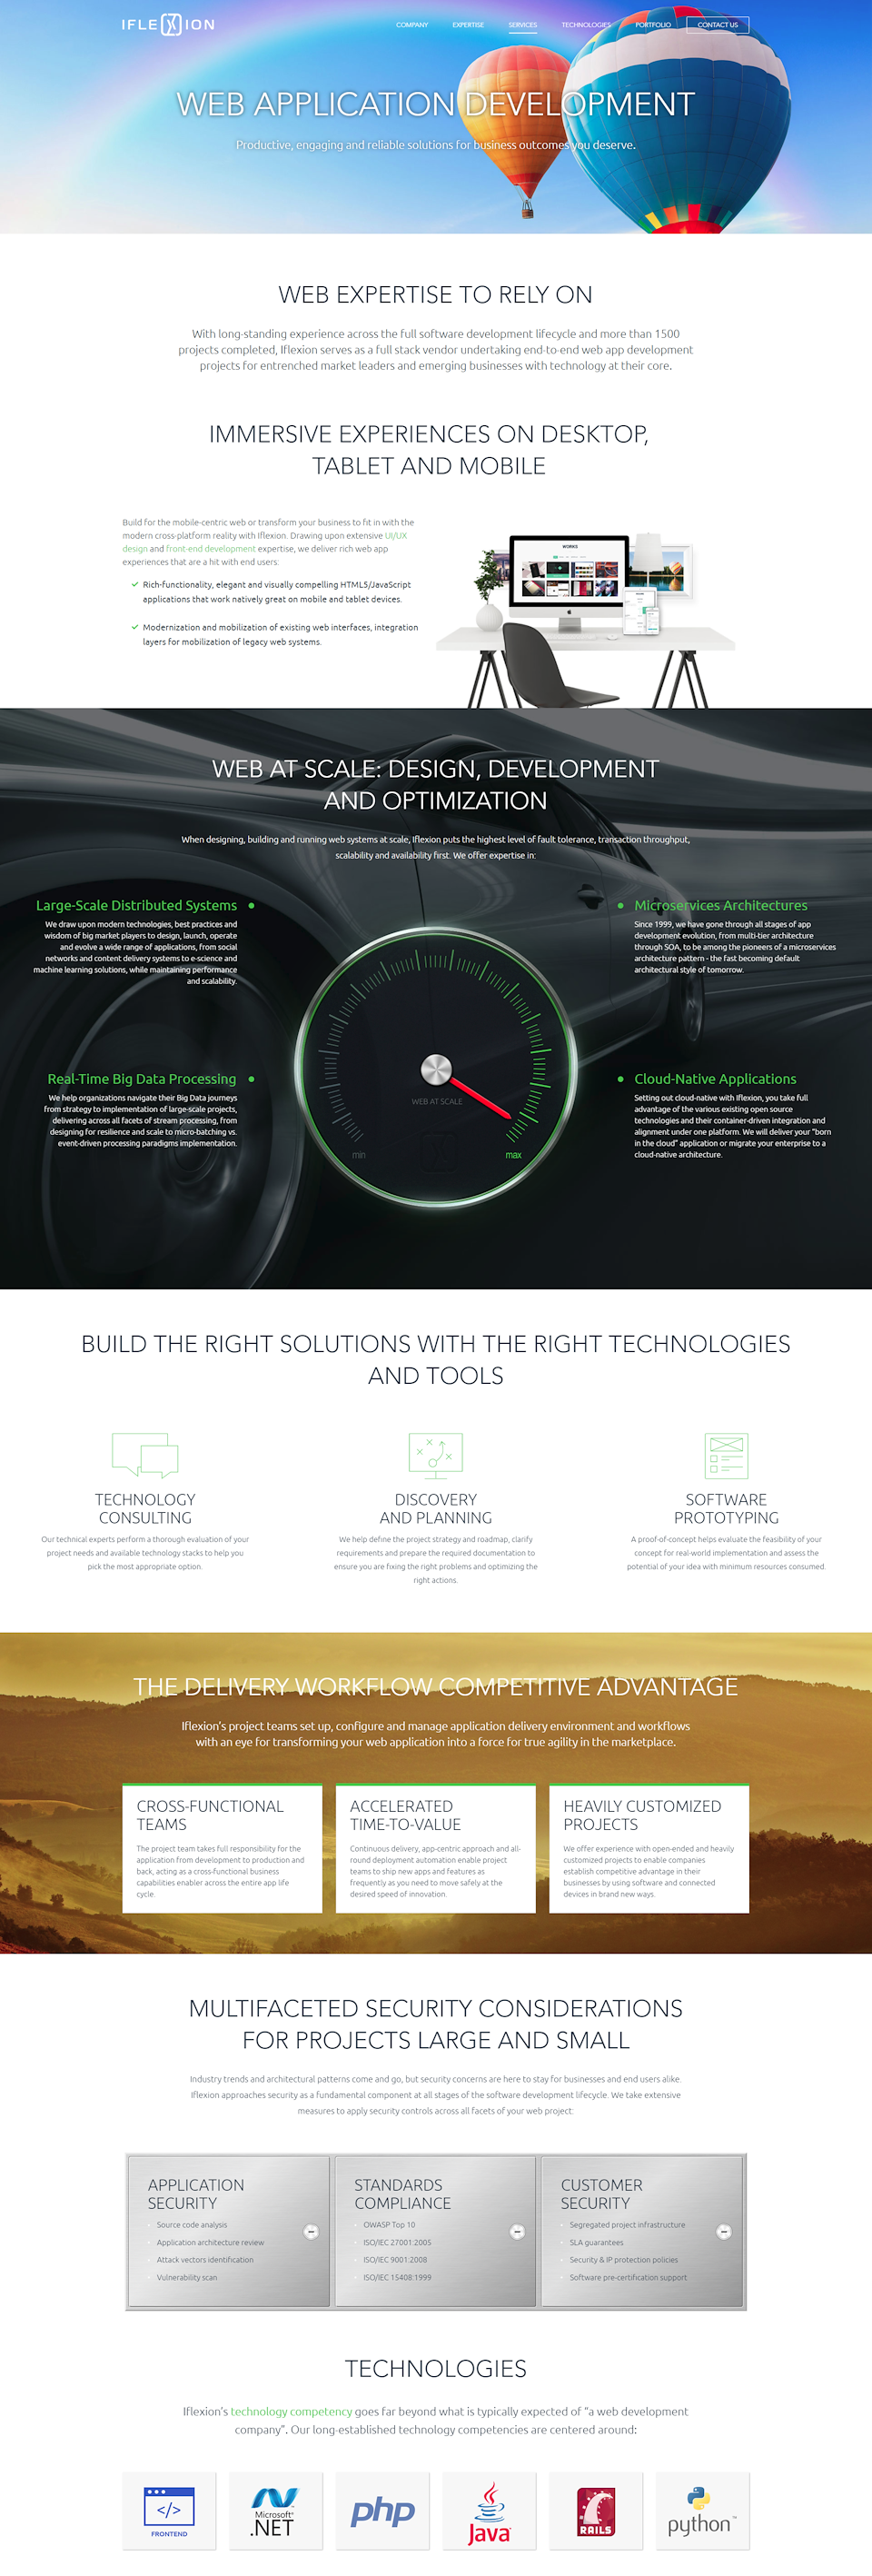 IFLEXION
COMPANY
EXPERTISE
SERVICES
TECHNOLOGIES
PORTFOLIO
CONTACT US
WEB APPLICATION DEVELOPMENT
Productive, engaging and reliable solutions for business outcomes you deserve.
WEB EXPERTISE TO RELY ON
With long-standing experience across the full software development lifecycle and more than 1500
projects completed, Iflexion serves as a full stack vendor undertaking end-to-end web app development
projects for entrenched market leaders and emerging businesses with technology at their core.
IMMERSIVE EXPERIENCES ON DESKTOP,
TABLET AND MOBILE
Build for the mobile-centric web or transform your business to fit in with the
modern cross-platform reality with Iflexion. Drawing upon extensive UI/UX
design and front-end development expertise, we deliver rich web app
experiences that are a hit with end users:
Rich-functionality, elegant and visually compelling HTML5/JavaScript
applications that work natively great on mobile and tablet devices.
Modernization and mobilization of existing web interfaces, integration
layers for mobilization of legacy web systems.
WORKS
WEB AT SCALE: DESIGN, DEVELOPMENT
AND OPTIMIZATION
When designing, building and running web systems at scale, Iflexion puts the highest level of fault tolerance, transaction throughput,
scalability and availability first. We offer expertise in:
Large-Scale Distributed Systems
We draw upon modern technologies, best practices and
wisdom of big market players to design, launch, operate
and evolve a wide range of applications, from social
networks and content delivery systems to e-science and
machine learning solutions, while maintaining performance
and scalability.
Microservices Architectures
Since 1999, we have gone through all stages of app
development evolution, from multi-tier architecture
through SOA, to be among the pioneers of a microservices
architecture pattern - the fast becoming default
architectural style of tomorrow.
Real-Time Big Data Processing
We help organizations navigate their Big Data journeys
from strategy to implementation of large-scale projects,
delivering across all facets of stream processing, from
designing for resilience and scale to micro-batching vs.
event-driven processing paradigms implementation.
WEB AT SCALE
min
max
Cloud-Native Applications
Setting out cloud-native with Iflexion, you take full
advantage of the various existing open source
technologies and their container-driven integration and
alignment under one platform. We will deliver your "born
in the cloud" application or migrate your enterprise to a
cloud-native architecture.
BUILD THE RIGHT SOLUTIONS WITH THE RIGHT TECHNOLOGIES
AND TOOLS
TECHNOLOGY
CONSULTING
Our technical experts perform a thorough evaluation of your
project needs and available technology stacks to help you
pick the most appropriate option.
DISCOVERY
AND PLANNING
We help define the project strategy and roadmap, clarify
requirements and prepare the required documentation to
ensure you are fixing the right problems and optimizing the
right actions.
SOFTWARE
PROTOTYPING
A proof-of-concept helps evaluate the feasibility of your
concept for real-world implementation and assess the
potential of your idea with minimum resources consumed.
THE DELIVERY WORKFLOW COMPETITIVE ADVANTAGE
Iflexion's project teams set up, configure and manage application delivery environment and workflows
with an eye for transforming your web application into a force for true agility in the marketplace.
CROSS-FUNCTIONAL
TEAMS
The project team takes full responsibility for the
application from development to production and
back, acting as a cross-functional business
capabilities enabler across the entire app life
cycle.
ACCELERATED
TIME-TO-VALUE
Continuous delivery, app-centric approach and all-
round deployment automation enable project
teams to ship new apps and features as
frequently as you need to move safely at the
desired speed of innovation.
HEAVILY CUSTOMIZED
PROJECTS
We offer experience with open-ended and heavily
customized projects to enable companies
establish competitive advantage in their
businesses by using software and connected
devices in brand new ways.
MULTIFACETED SECURITY CONSIDERATIONS
FOR PROJECTS LARGE AND SMALL
Industry trends and architectural patterns come and go, but security concerns are here to stay for businesses and end users alike.
Iflexion approaches security as a fundamental component at all stages of the software development lifecycle. We take extensive
measures to apply security controls across all facets of your web project:
APPLICATION
SECURITY
Source code analysis
Application architecture review
Attack vectors identification
Vulnerability scan
STANDARDS
COMPLIANCE
OWASP Top 10
ISO/IEC 27001:2005
ISO/IEC 9001:2008
ISO/IEC 15408:1999
CUSTOMER
SECURITY
Segregated project infrastructure
SLA guarantees
Security & IP protection policies
Software pre-certification support
TECHNOLOGIES
Iflexion's technology competency goes far beyond what is typically expected of "a web development
company". Our long-established technology competencies are centered around:
</>
FRONTEND
Microsoft®
.NET
php
Java™
RAILS
python™